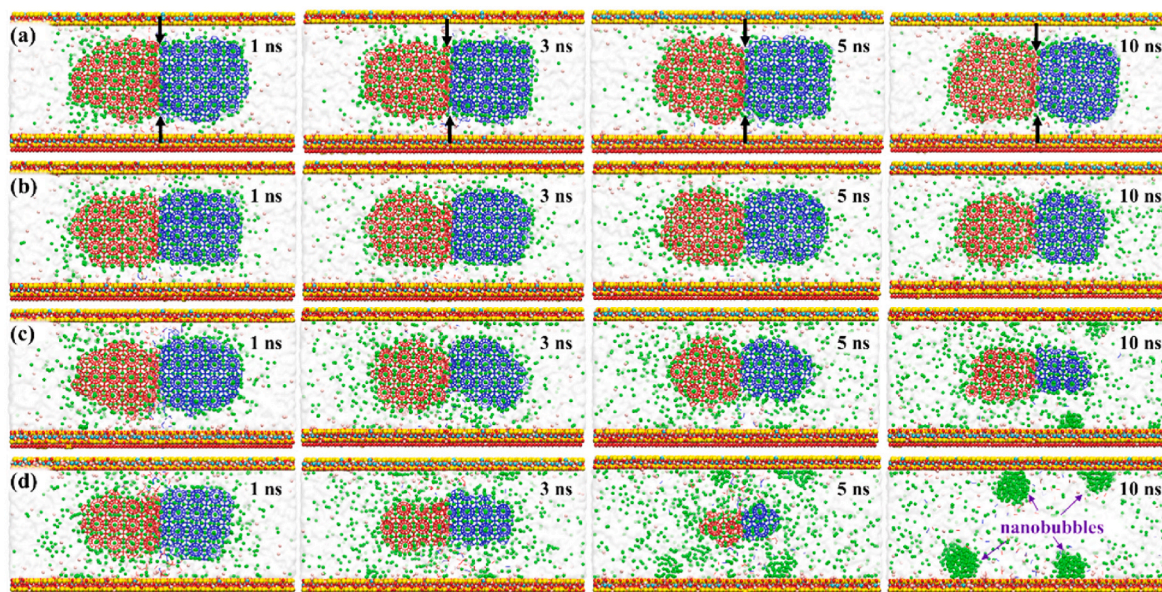 (a) 1 ns 3 ns 5 ns 10 ns
(b) 1 ns 3 ns 5 ns 10 ns
(c) 1 ns 3 ns 5 ns 10 ns
(d) 1 ns 3 ns 5 ns 10 ns
nanobubbles